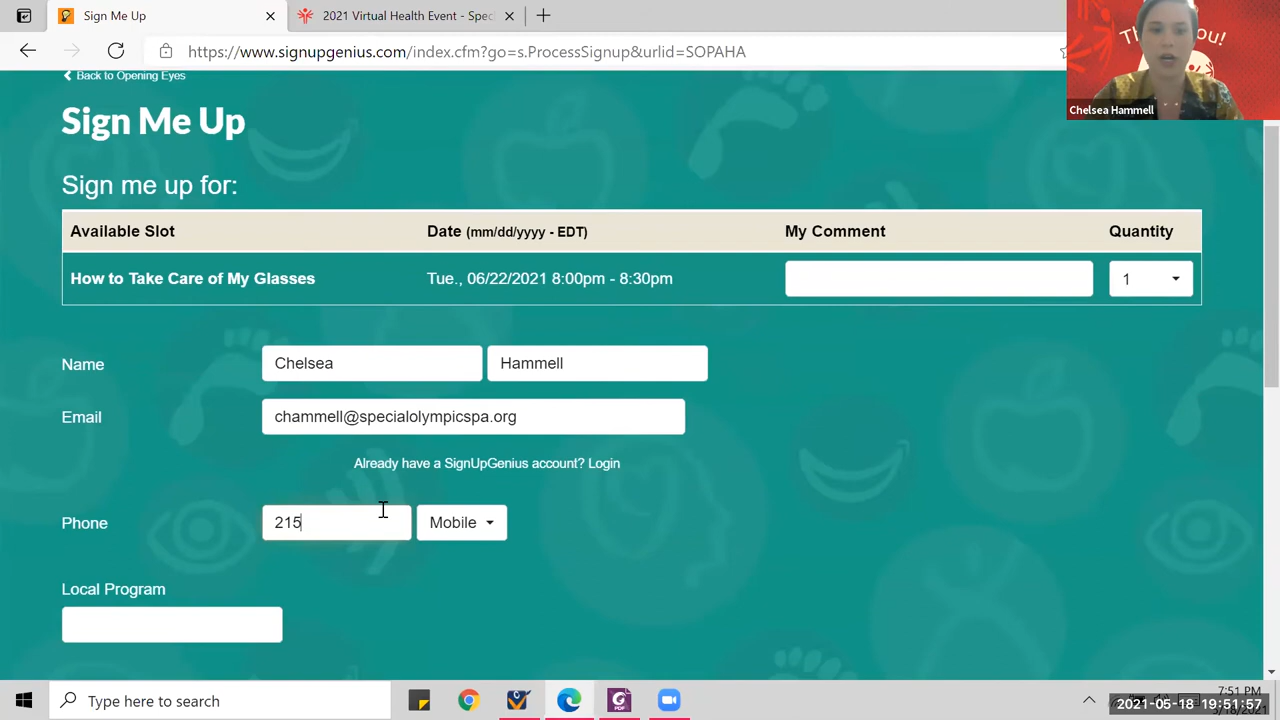 Sign Me Up
2021 Virtual Health Event - Spec
https://www.signupgenius.com/index.cfm?go=s.ProcessSignup&urlid=SOPAHA
Chelsea Hammell
Back to Opening Eyes
Sign Me Up
Sign me up for:
Available Slot Date (mm/dd/yyyy - EDT) My Comment Quantity
How to Take Care of My Glasses Tue., 06/22/2021 8:00pm - 8:30pm 1
Name Chelsea Hammell
Email chammell@specialolympicspa.org
Already have a SignUpGenius account? Login
Phone 215 Mobile
Local Program
Type here to search
PDF
7:51 PM
2021-05-18 19:51:57